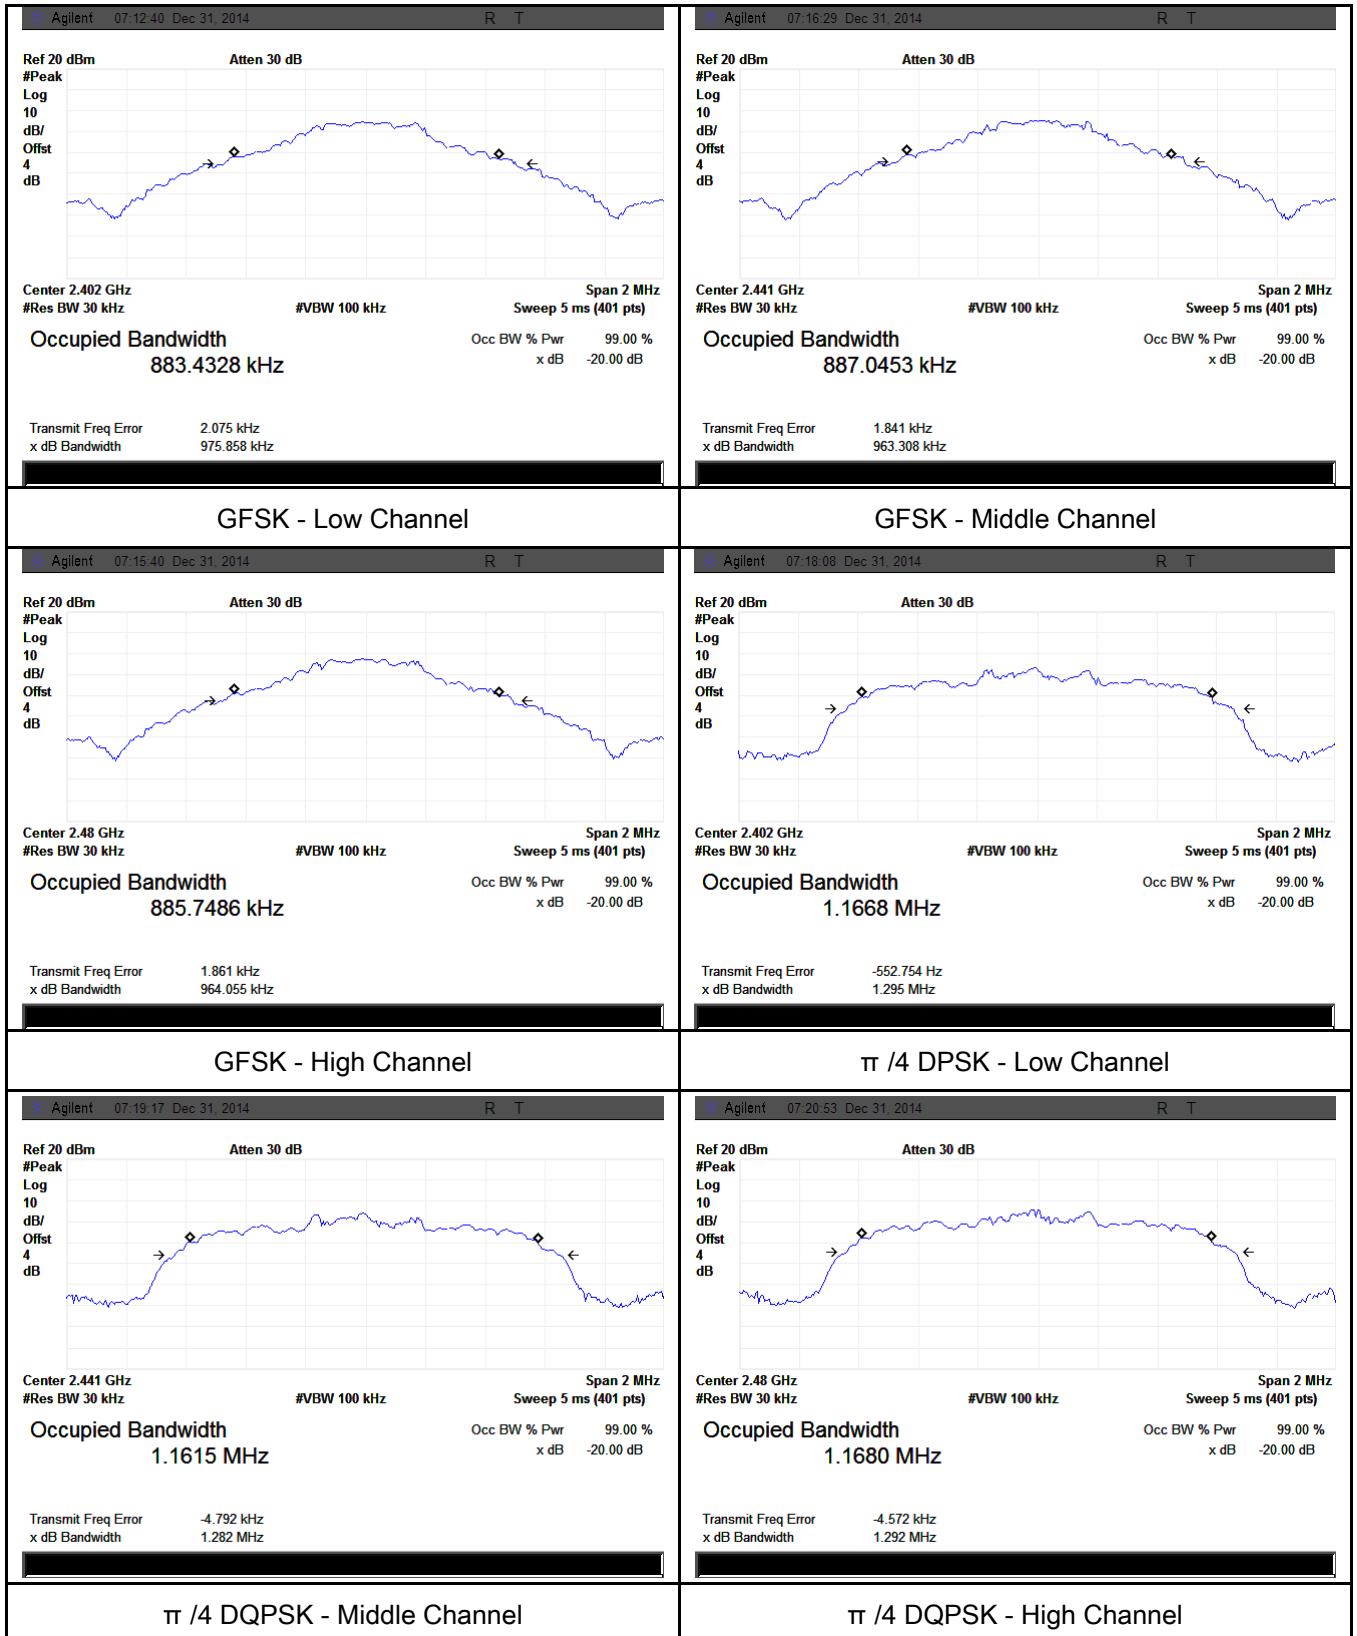 Agilent 07:12:40 Dec 31, 2014 R T
Ref 20 dBm Atten 30 dB
#Peak
Log
10
dB/
Offst
4
dB
Center 2.402 GHz Span 2 MHz
#Res BW 30 kHz #VBW 100 kHz Sweep 5 ms (401 pts)
Occupied Bandwidth Occ BW % Pwr 99.00 %
883.4328 kHz x dB -20.00 dB
Transmit Freq Error 2.075 kHz
x dB Bandwidth 975.858 kHz
GFSK - Low Channel
Agilent 07:16:29 Dec 31, 2014 R T
Ref 20 dBm Atten 30 dB
#Peak
Log
10
dB/
Offst
4
dB
Center 2.441 GHz Span 2 MHz
#Res BW 30 kHz #VBW 100 kHz Sweep 5 ms (401 pts)
Occupied Bandwidth Occ BW % Pwr 99.00 %
887.0453 kHz x dB -20.00 dB
Transmit Freq Error 1.841 kHz
x dB Bandwidth 963.308 kHz
GFSK - Middle Channel
Agilent 07:15:40 Dec 31, 2014 R T
Ref 20 dBm Atten 30 dB
#Peak
Log
10
dB/
Offst
4
dB
Center 2.48 GHz Span 2 MHz
#Res BW 30 kHz #VBW 100 kHz Sweep 5 ms (401 pts)
Occupied Bandwidth Occ BW % Pwr 99.00 %
885.7486 kHz x dB -20.00 dB
Transmit Freq Error 1.861 kHz
x dB Bandwidth 964.055 kHz
GFSK - High Channel
Agilent 07:18:08 Dec 31, 2014 R T
Ref 20 dBm Atten 30 dB
#Peak
Log
10
dB/
Offst
4
dB
Center 2.402 GHz Span 2 MHz
#Res BW 30 kHz #VBW 100 kHz Sweep 5 ms (401 pts)
Occupied Bandwidth Occ BW % Pwr 99.00 %
1.1668 MHz x dB -20.00 dB
Transmit Freq Error -552.754 Hz
x dB Bandwidth 1.295 MHz
π /4 DPSK - Low Channel
Agilent 07:19:17 Dec 31, 2014 R T
Ref 20 dBm Atten 30 dB
#Peak
Log
10
dB/
Offst
4
dB
Center 2.441 GHz Span 2 MHz
#Res BW 30 kHz #VBW 100 kHz Sweep 5 ms (401 pts)
Occupied Bandwidth Occ BW % Pwr 99.00 %
1.1615 MHz x dB -20.00 dB
Transmit Freq Error -4.792 kHz
x dB Bandwidth 1.282 MHz
π /4 DQPSK - Middle Channel
Agilent 07:20:53 Dec 31, 2014 R T
Ref 20 dBm Atten 30 dB
#Peak
Log
10
dB/
Offst
4
dB
Center 2.48 GHz Span 2 MHz
#Res BW 30 kHz #VBW 100 kHz Sweep 5 ms (401 pts)
Occupied Bandwidth Occ BW % Pwr 99.00 %
1.1680 MHz x dB -20.00 dB
Transmit Freq Error -4.572 kHz
x dB Bandwidth 1.292 MHz
π /4 DQPSK - High Channel